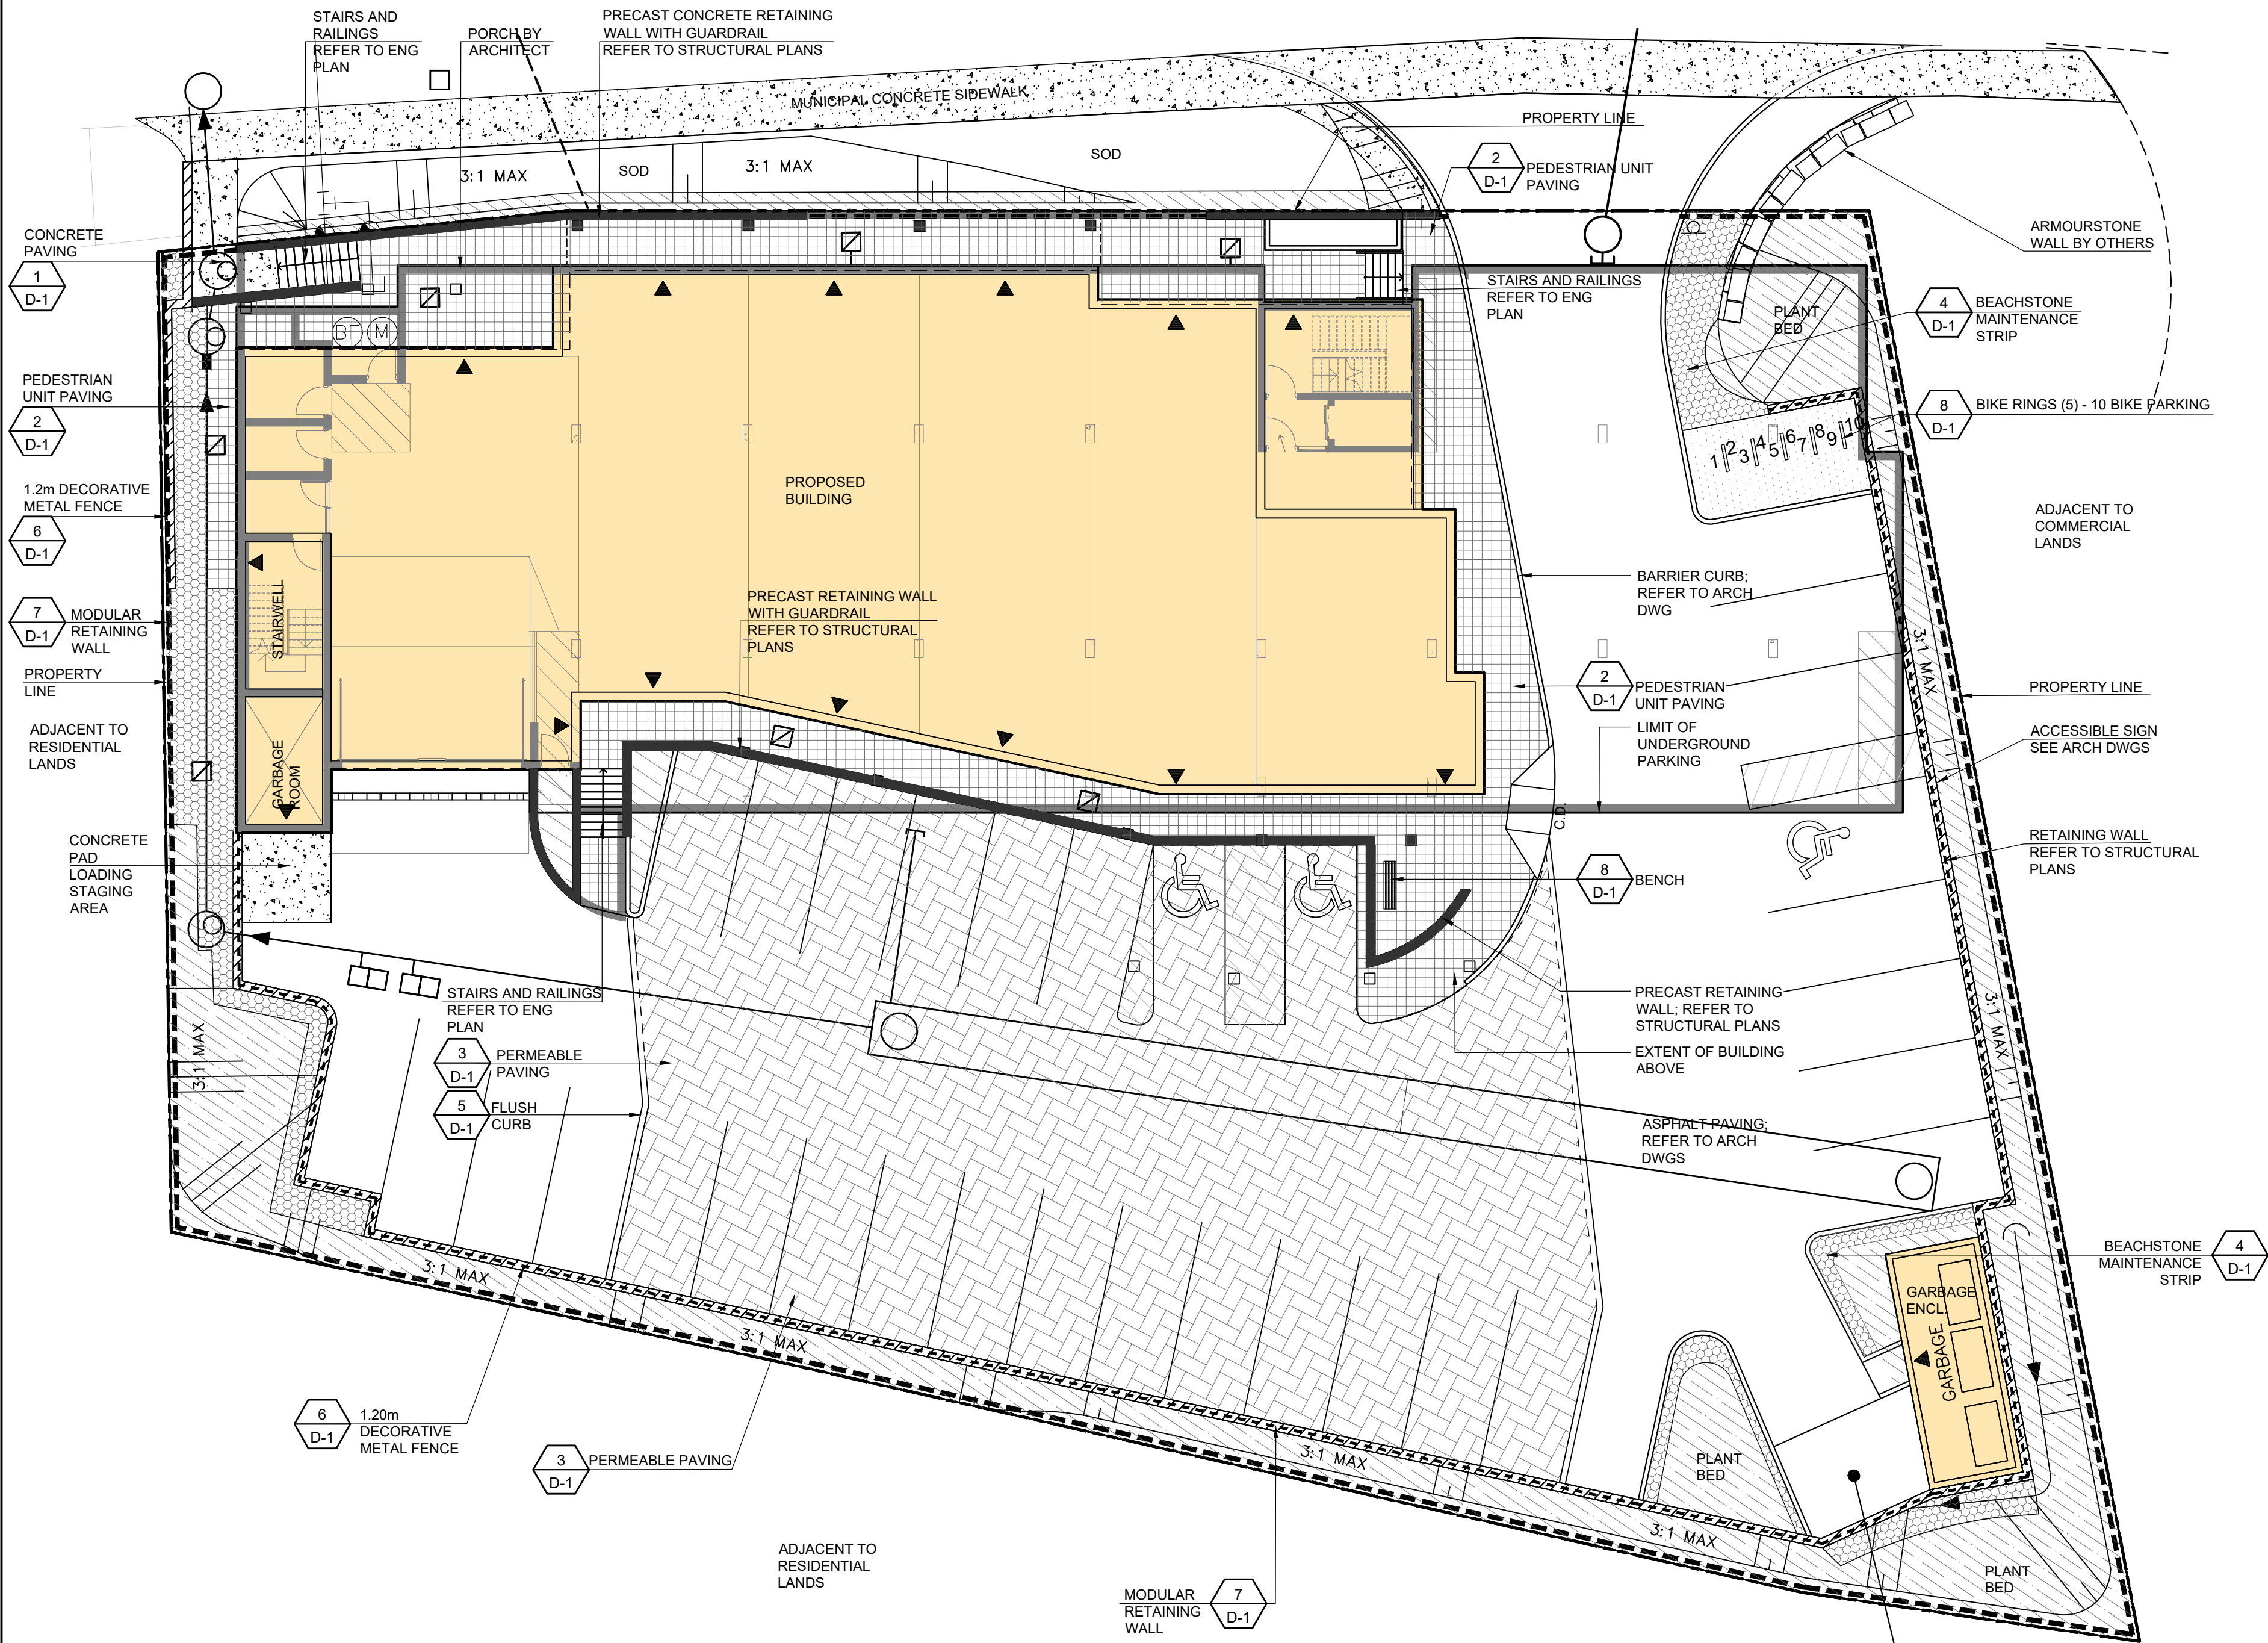 STAIRS AND
RAILINGS
REFER TO ENG
PLAN
PORCH BY
ARCHITECT
PRECAST CONCRETE RETAINING
WALL WITH GUARDRAIL
REFER TO STRUCTURAL PLANS
MUNICIPAL CONCRETE SIDEWALK
PROPERTY LINE
SOD
3:1 MAX
SOD
3:1 MAX
2
D-1
PEDESTRIAN UNIT
PAVING
CONCRETE
PAVING
1
D-1
ARMOURSTONE
WALL BY OTHERS
STAIRS AND RAILINGS
REFER TO ENG
PLAN
PLANT
BED
4
D-1
BEACHSTONE
MAINTENANCE
STRIP
BF
M
PEDESTRIAN
UNIT PAVING
2
D-1
8
D-1
BIKE RINGS (5) - 10 BIKE PARKING
1 2 3 4 5 6 7 8 9 10
PROPOSED
BUILDING
1.2m DECORATIVE
METAL FENCE
6
D-1
ADJACENT TO
COMMERCIAL
LANDS
BARRIER CURB;
REFER TO ARCH
DWG
7
D-1
MODULAR
RETAINING
WALL
STAIRWELL
PRECAST RETAINING WALL
WITH GUARDRAIL
REFER TO STRUCTURAL
PLANS
3:1 MAX
PROPERTY
LINE
2
D-1
PEDESTRIAN
UNIT PAVING
PROPERTY LINE
ADJACENT TO
RESIDENTIAL
LANDS
GARBAGE
ROOM
LIMIT OF
UNDERGROUND
PARKING
ACCESSIBLE SIGN
SEE ARCH DWGS
C.D.
CONCRETE
PAD
LOADING
STAGING
AREA
RETAINING WALL
REFER TO STRUCTURAL
PLANS
8
D-1
BENCH
STAIRS AND RAILINGS
REFER TO ENG
PLAN
PRECAST RETAINING
WALL; REFER TO
STRUCTURAL PLANS
3:1 MAX
3:1 MAX
3
D-1
PERMEABLE
PAVING
EXTENT OF BUILDING
ABOVE
5
D-1
FLUSH
CURB
ASPHALT PAVING;
REFER TO ARCH
DWGS
BEACHSTONE
MAINTENANCE
STRIP
4
D-1
3:1 MAX
GARBAGE
ENCL.
GARBAGE
3:1 MAX
6
D-1
1.20m
DECORATIVE
METAL FENCE
3
D-1
PERMEABLE PAVING
3:1 MAX
PLANT
BED
3:1 MAX
ADJACENT TO
RESIDENTIAL
LANDS
MODULAR
RETAINING
WALL
7
D-1
PLANT
BED